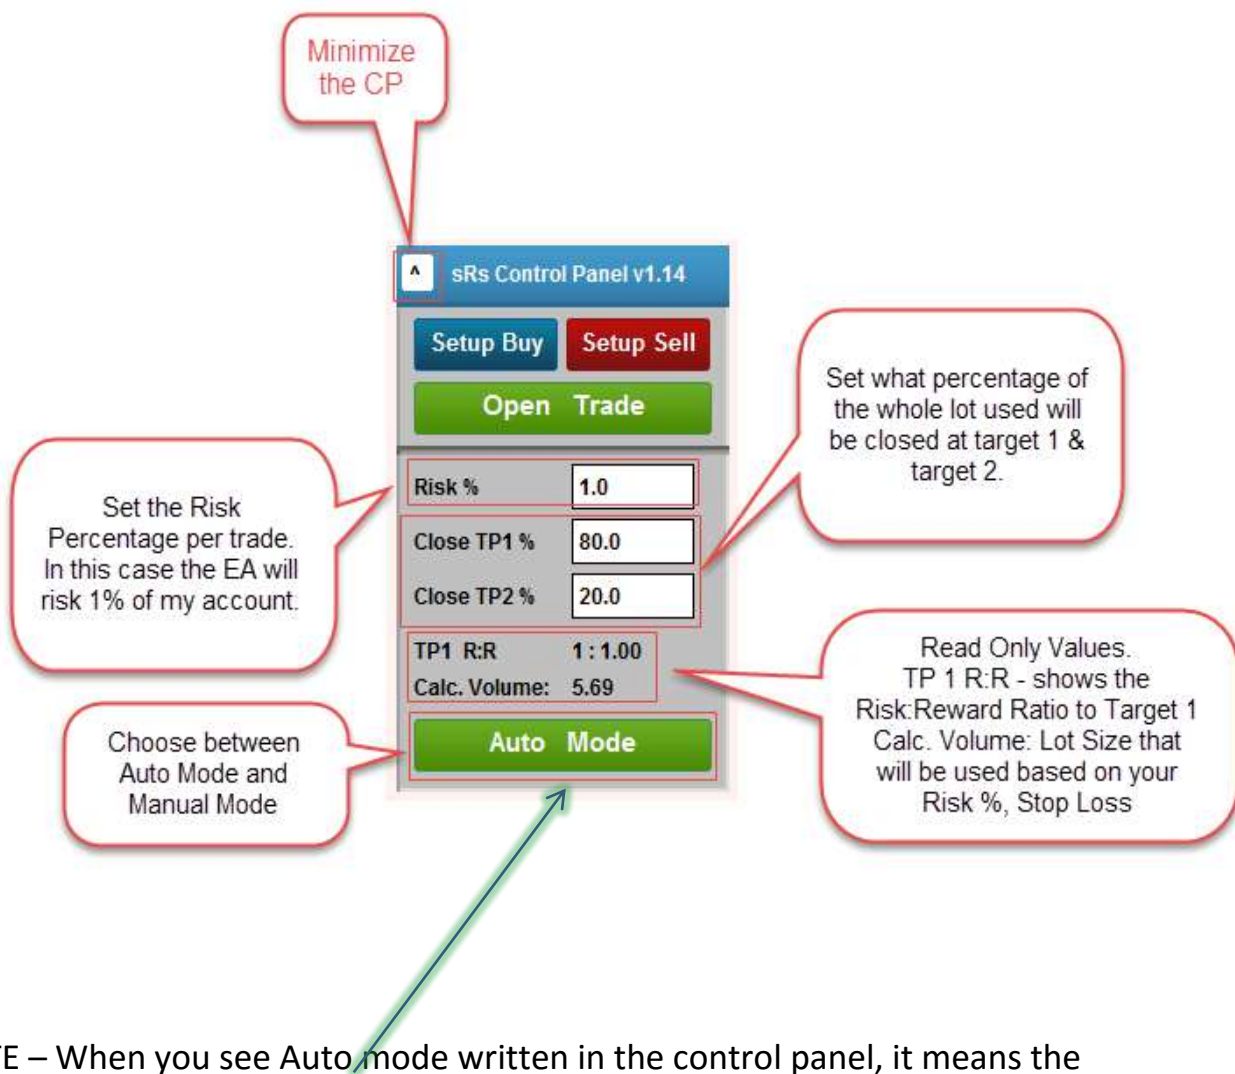 Minimize
the CP
^
sRs Control Panel v1.14
Setup Buy
Setup Sell
Open Trade
Set what percentage of
the whole lot used will
be closed at target 1 &
target 2.
Risk % 1.0
Set the Risk
Percentage per trade.
In this case the EA will
risk 1% of my account.
Close TP1 % 80.0
Close TP2 % 20.0
TP1 R:R 1 : 1.00
Calc. Volume: 5.69
Read Only Values.
TP 1 R:R - shows the
Risk:Reward Ratio to Target 1
Calc. Volume: Lot Size that
will be used based on your
Risk %, Stop Loss
Choose between
Auto Mode and
Manual Mode
Auto Mode
TE – When you see Auto mode written in the control panel, it means the